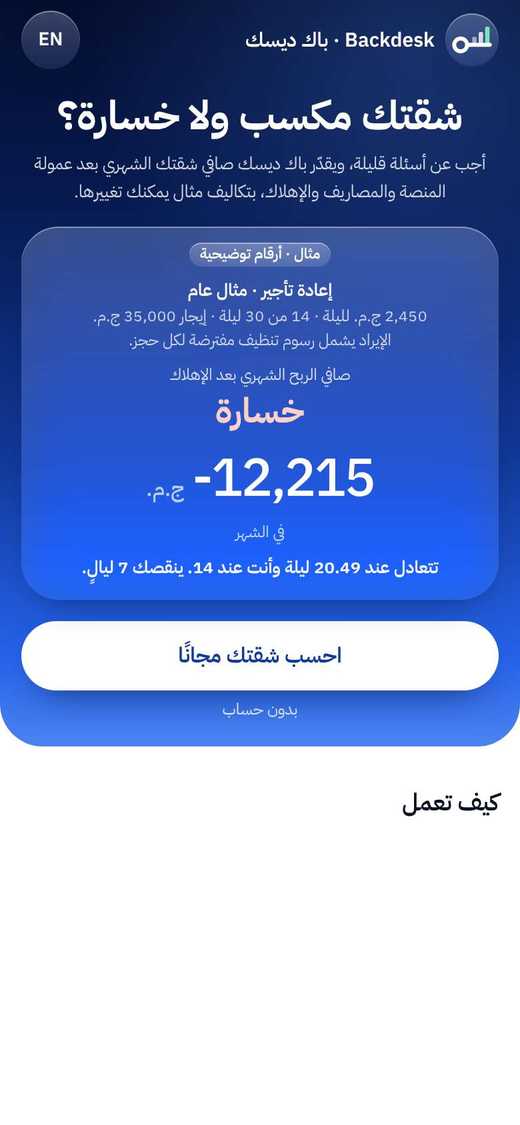 Backdesk · باك ديسك
EN
شقتك مكسب ولا خسارة؟
أجب عن أسئلة قليلة، ويقدّر باك ديسك صافي شقتك الشهري بعد عمولة
المنصة والمصاريف والإهلاك، بتكاليف مثال يمكنك تغييرها.
مثال · أرقام توضيحية
إعادة تأجير · مثال عام
2,450 ج.م. لليلة · 14 من 30 ليلة · إيجار 35,000 ج.م.
الإيراد يشمل رسوم تنظيف مفترضة لكل حجز.
صافي الربح الشهري بعد الإهلاك
خسارة
-12,215 ج.م.
في الشهر
تتعادل عند 20.49 ليلة وأنت عند 14. ينقصك 7 ليالٍ.
احسب شقتك مجانًا
بدون حساب
كيف تعمل